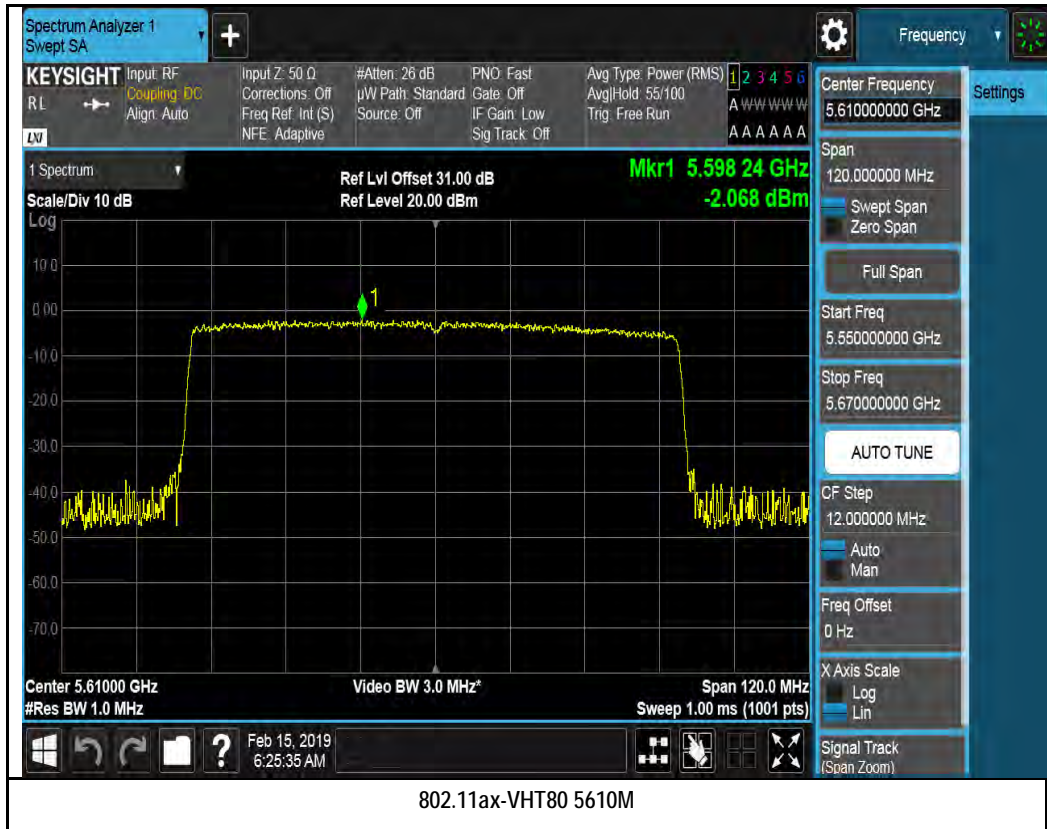 Spectrum Analyzer 1
Swept SA
+
Frequency
KEYSIGHT
RL
LXI
Input: RF
Coupling: DC
Align: Auto
Input Z: 50 Ω
Corrections: Off
Freq Ref: Int (S)
NFE: Adaptive
#Atten: 26 dB
µW Path: Standard
Source: Off
PNO: Fast
Gate: Off
IF Gain: Low
Sig Track: Off
Avg Type: Power (RMS)
Avg|Hold: 55/100
Trig: Free Run
1 2 3 4 5 6
A W W W W W
A A A A A A
1 Spectrum
Scale/Div 10 dB
Log
Ref Lvl Offset 31.00 dB
Ref Level 20.00 dBm
Mkr1 5.598 24 GHz
-2.068 dBm
10.0
0.00
-10.0
-20.0
-30.0
-40.0
-50.0
-60.0
-70.0
1
Center 5.61000 GHz
#Res BW 1.0 MHz
Video BW 3.0 MHz*
Span 120.0 MHz
Sweep 1.00 ms (1001 pts)
?
Feb 15, 2019
6:25:35 AM
Center Frequency
5.610000000 GHz
Settings
Span
120.000000 MHz
Swept Span
Zero Span
Full Span
Start Freq
5.550000000 GHz
Stop Freq
5.670000000 GHz
AUTO TUNE
CF Step
12.000000 MHz
Auto
Man
Freq Offset
0 Hz
X Axis Scale
Log
Lin
Signal Track
(Span Zoom)
802.11ax-VHT80 5610M